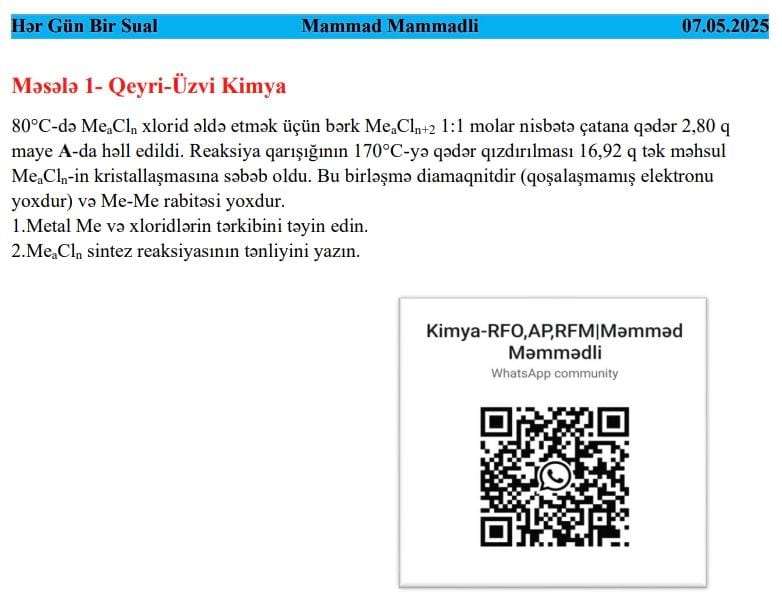 Hər Gün Bir Sual Mammad Mammadli 07.05.2025
Məsələ 1- Qeyri-Üzvi Kimya
80°C-də MeₐClₙ xlorid əldə etmək üçün bərk MeₐClₙ₊₂ 1:1 molar nisbətə çatana qədər 2,80 q
maye A-da həll edildi. Reaksiya qarışığının 170°C-yə qədər qızdırılması 16,92 q tək məhsul
MeₐClₙ-in kristallaşmasına səbəb oldu. Bu birləşmə diamaqnitdir (qoşalaşmamış elektronu
yoxdur) və Me-Me rabitəsi yoxdur.
1.Metal Me və xloridlərin tərkibini təyin edin.
2.MeₐClₙ sintez reaksiyasının tənliyini yazın.
Kimya-RFO,AP,RFM|Məmməd
Məmmədli
WhatsApp community